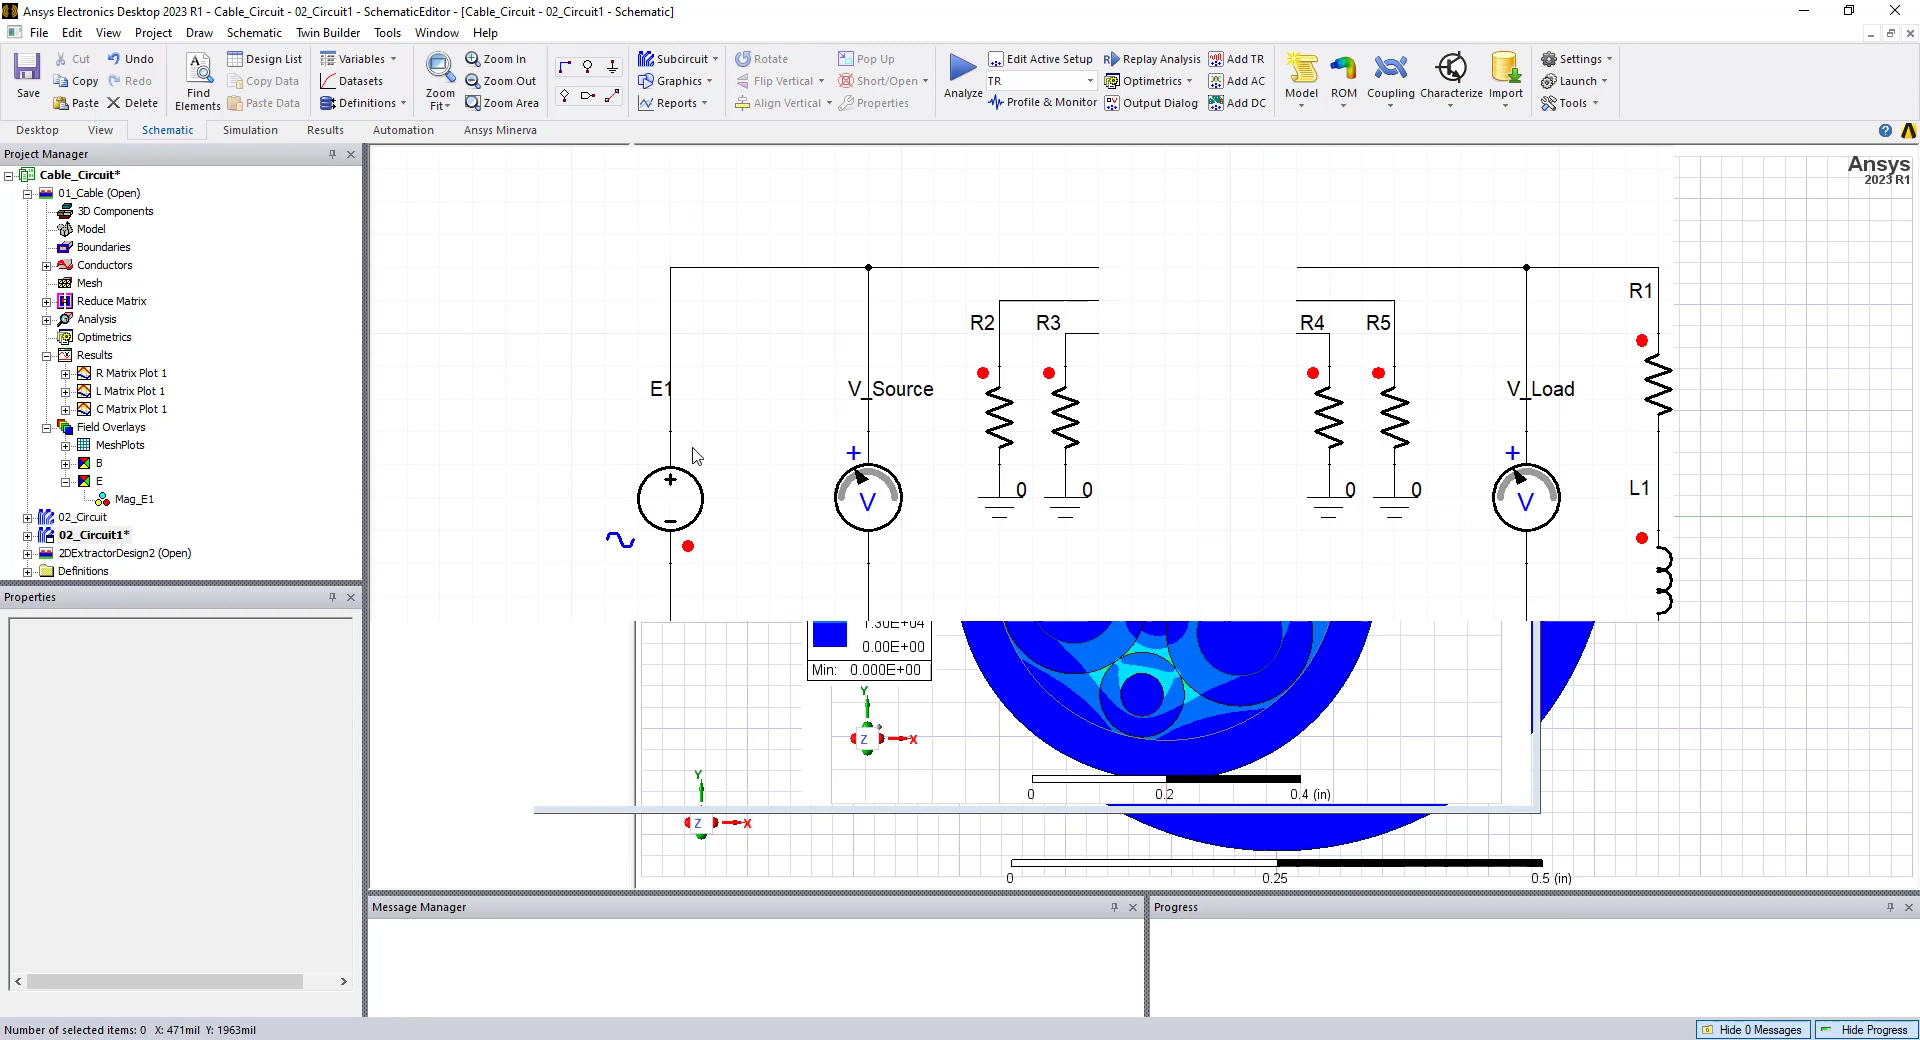 Ansys Electronics Desktop 2023 R1 - Cable_Circuit - 02_Circuit1 - SchematicEditor - [Cable_Circuit - 02_Circuit1 - Schematic]
File Edit View Project Draw Schematic Twin Builder Tools Window Help
Save
Cut
Copy
Paste
Undo
Redo
Delete
Find Elements
Design List
Copy Data
Paste Data
Variables
Datasets
Definitions
Zoom Fit
Zoom In
Zoom Out
Zoom Area
Subcircuit
Graphics
Reports
Rotate
Flip Vertical
Align Vertical
Pop Up
Short/Open
Properties
Analyze
Edit Active Setup
TR
Profile & Monitor
Replay Analysis
Optimetrics
Output Dialog
Add TR
Add AC
Add DC
Model
ROM
Coupling
Characterize
Import
Settings
Launch
Tools
Desktop View Schematic Simulation Results Automation Ansys Minerva
Project Manager
Cable_Circuit*
01_Cable (Open)
3D Components
Model
Boundaries
Conductors
Mesh
Reduce Matrix
Analysis
Optimetrics
Results
R Matrix Plot 1
L Matrix Plot 1
C Matrix Plot 1
Field Overlays
MeshPlots
B
E
Mag_E1
02_Circuit
02_Circuit1*
2DExtractorDesign2 (Open)
Definitions
Properties
Ansys
2023 R1
R1
R2 R3 R4 R5
E1 V_Source V_Load
+ +
L1
0 0 0 0
+
V V
−
1.30E+04
0.00E+00
Min: 0.000E+00
Y
Z X
0 0.2 0.4 (in)
Y
Z X
0 0.25 0.5 (in)
Message Manager
Progress
Number of selected items: 0 X: 471mil Y: 1963mil
Hide 0 Messages
Hide Progress